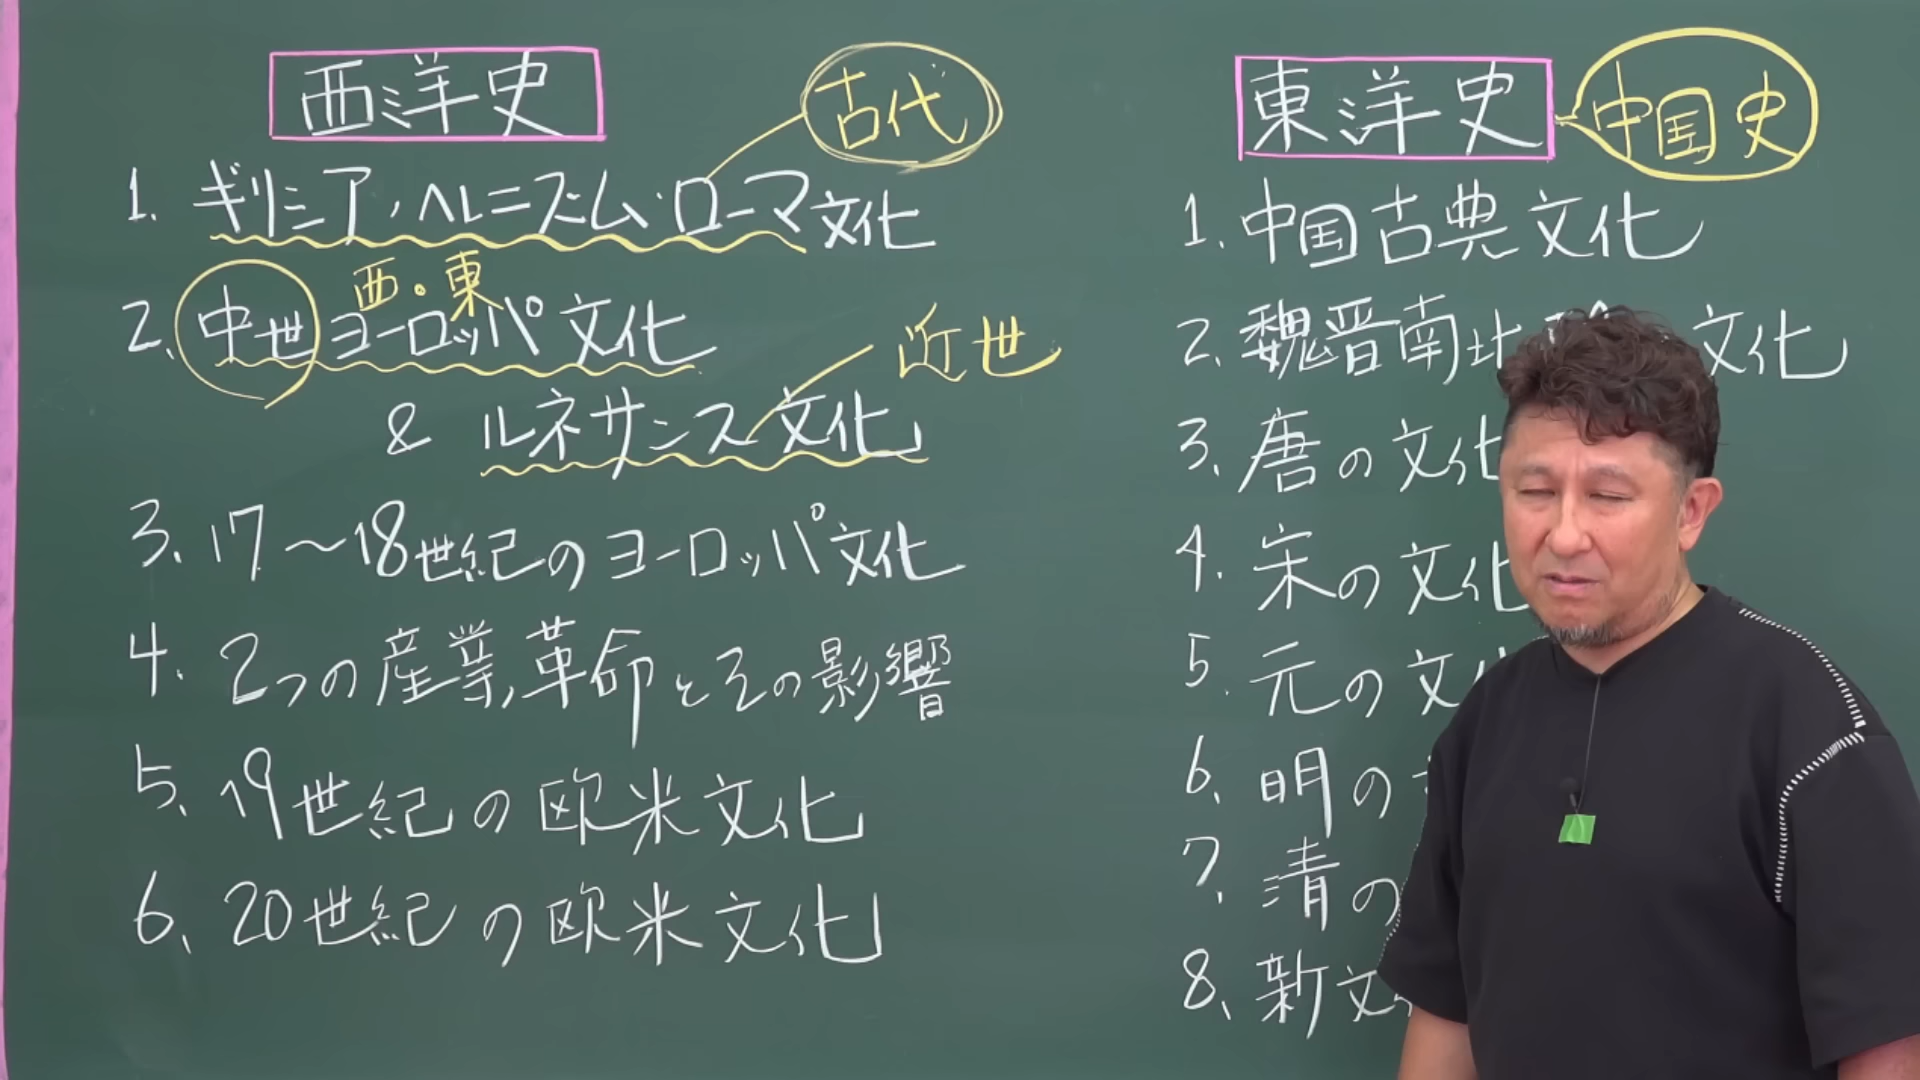 西洋史
古代
1. ギリシア・ヘレニズム・ローマ文化
西・東
2. 中世ヨーロッパ文化
近世
& ルネサンス文化
3. 17〜18世紀のヨーロッパ文化
4. 2つの産業革命とその影響
5. 19世紀の欧米文化
6. 20世紀の欧米文化
東洋史
中国史
1. 中国古典文化
2. 魏晋南北 文化
3. 唐の文化
4. 宋の文化
5. 元の文
6. 明の
7. 清の
8. 新文